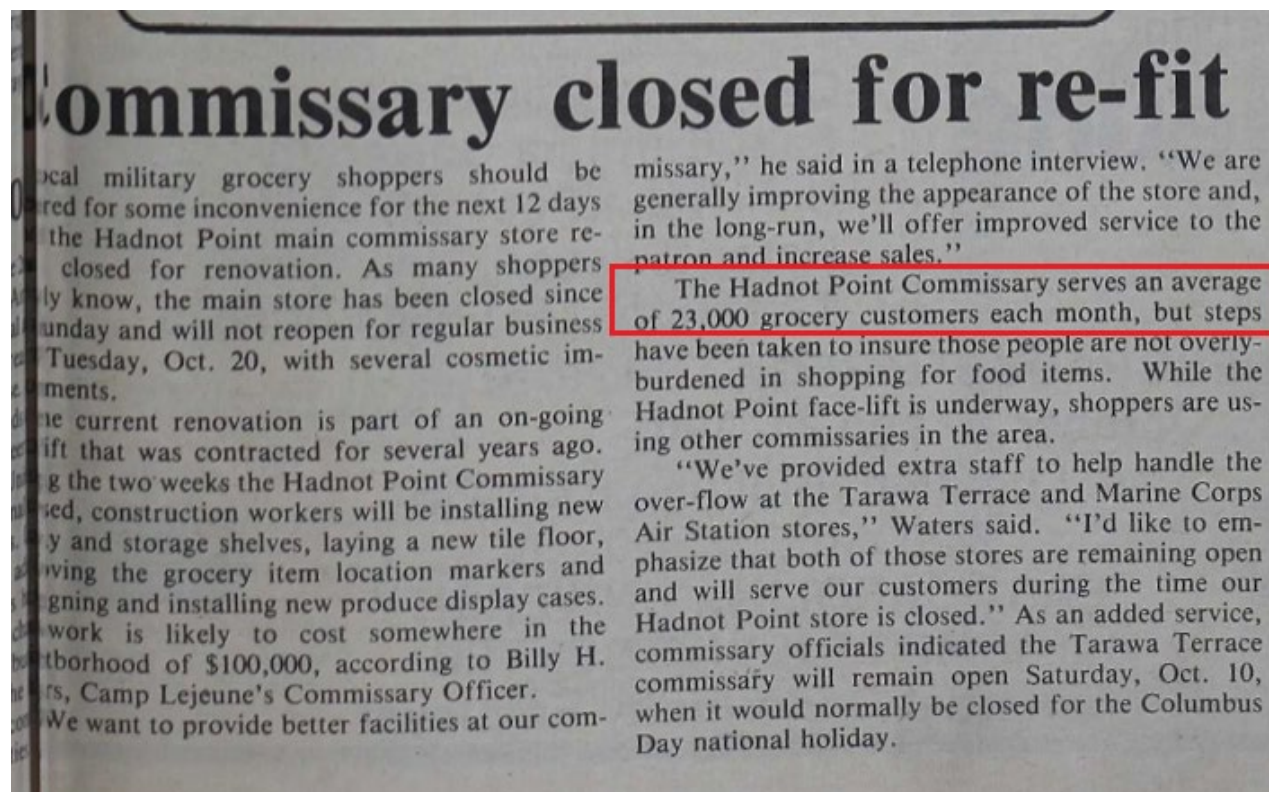 Commissary closed for re-fit
ocal military grocery shoppers should be
red for some inconvenience for the next 12 days
the Hadnot Point main commissary store re-
closed for renovation. As many shoppers
ly know, the main store has been closed since
unday and will not reopen for regular business
Tuesday, Oct. 20, with several cosmetic im-
ments.
current renovation is part of an on-going
ift that was contracted for several years ago.
g the two weeks the Hadnot Point Commissary
sed, construction workers will be installing new
y and storage shelves, laying a new tile floor,
ving the grocery item location markers and
gning and installing new produce display cases.
work is likely to cost somewhere in the
borhood of $100,000, according to Billy H.
rs, Camp Lejeune's Commissary Officer.
We want to provide better facilities at our com-
missary,'' he said in a telephone interview. "We are
generally improving the appearance of the store and,
in the long-run, we'll offer improved service to the
patron and increase sales.''
The Hadnot Point Commissary serves an average
of 23,000 grocery customers each month, but steps
have been taken to insure those people are not overly-
burdened in shopping for food items. While the
Hadnot Point face-lift is underway, shoppers are us-
ing other commissaries in the area.
"We've provided extra staff to help handle the
over-flow at the Tarawa Terrace and Marine Corps
Air Station stores,'' Waters said. "I'd like to em-
phasize that both of those stores are remaining open
and will serve our customers during the time our
Hadnot Point store is closed.'' As an added service,
commissary officials indicated the Tarawa Terrace
commissary will remain open Saturday, Oct. 10,
when it would normally be closed for the Columbus
Day national holiday.